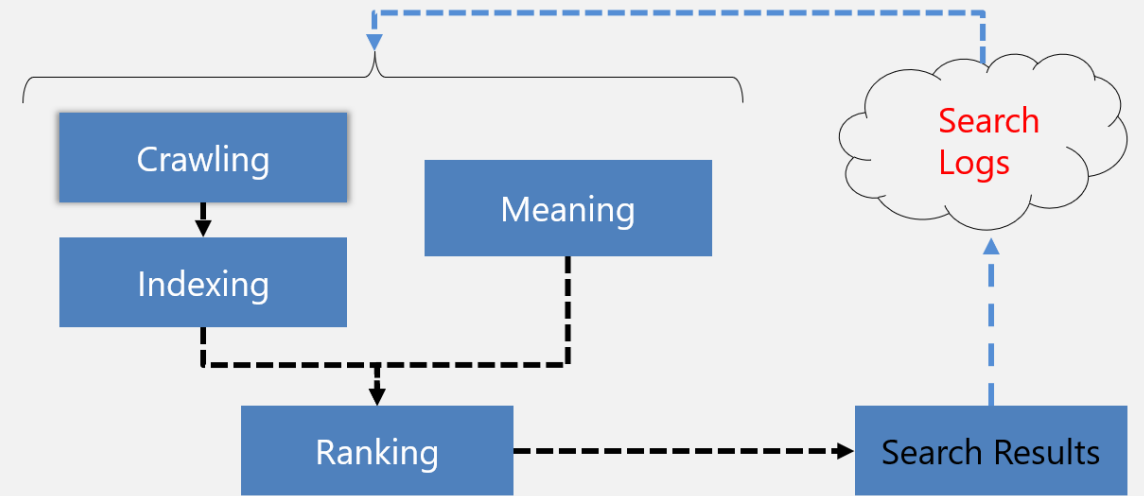 Crawling
Meaning
Indexing
Ranking
Search
Logs
Search Results